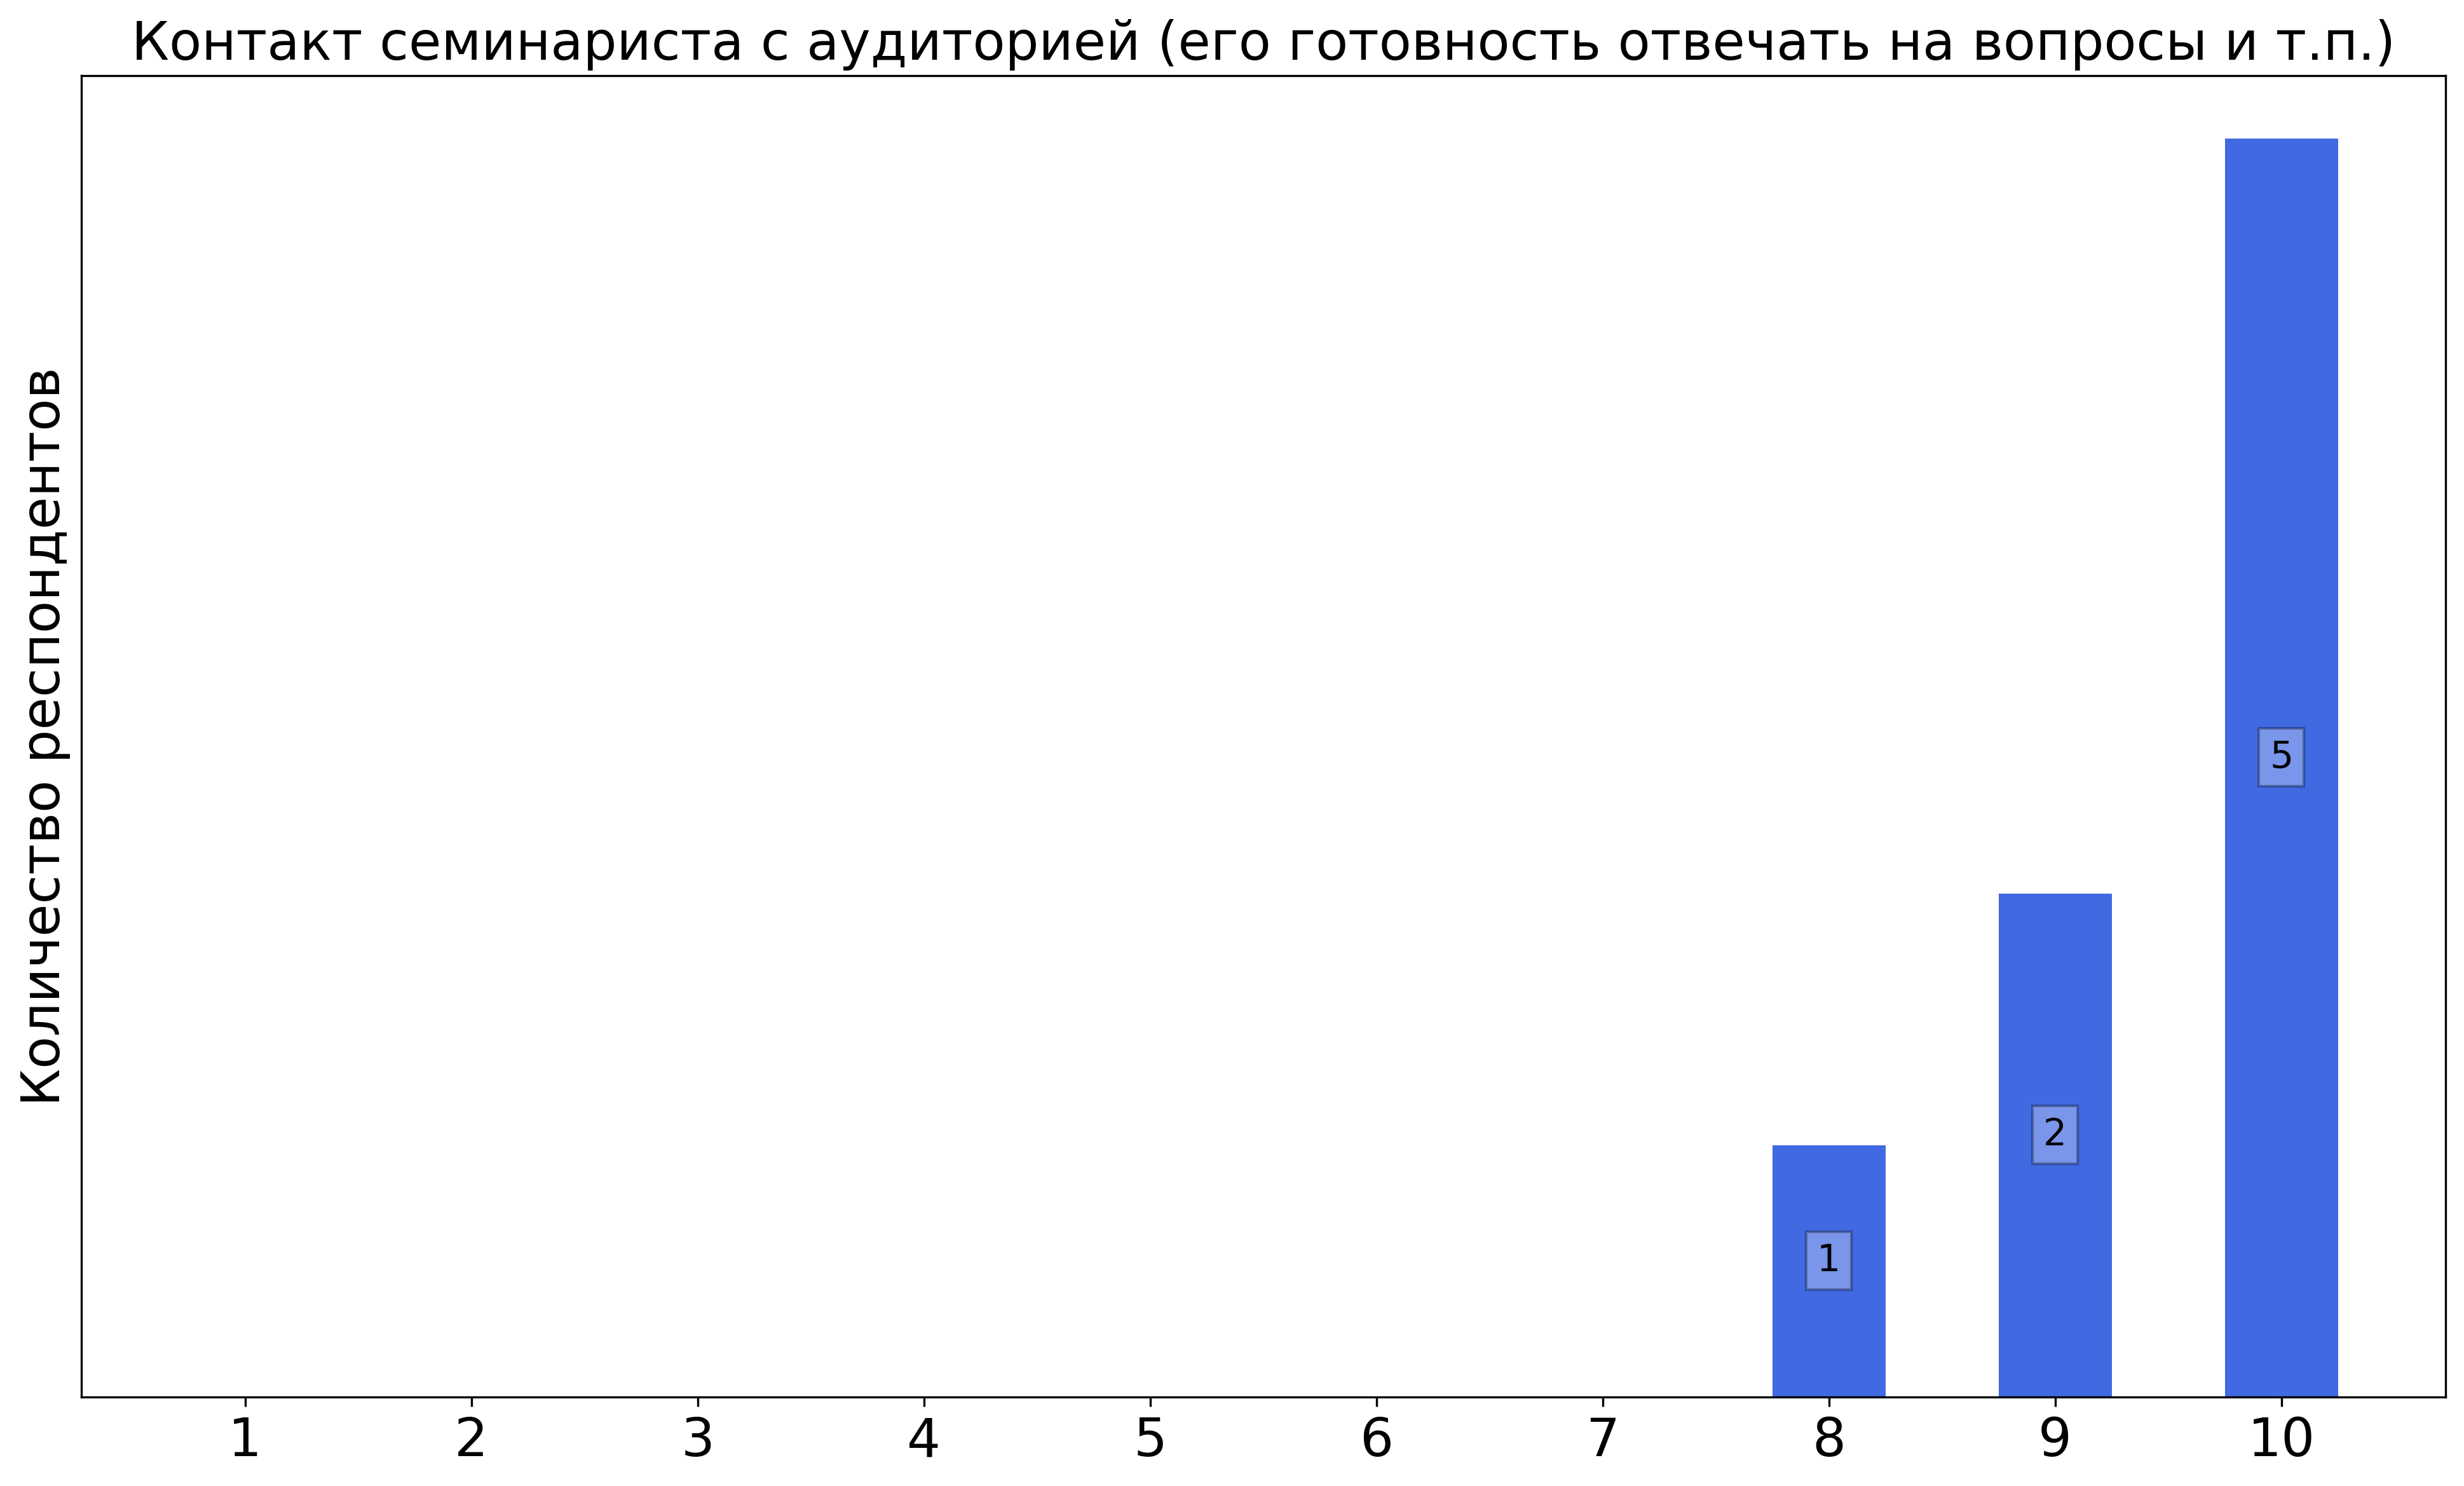 Контакт семинариста с аудиторией (его готовность отвечать на вопросы и т.п.)
Количество респондентов
5
2
1
1 2 3 4 5 6 7 8 9 10